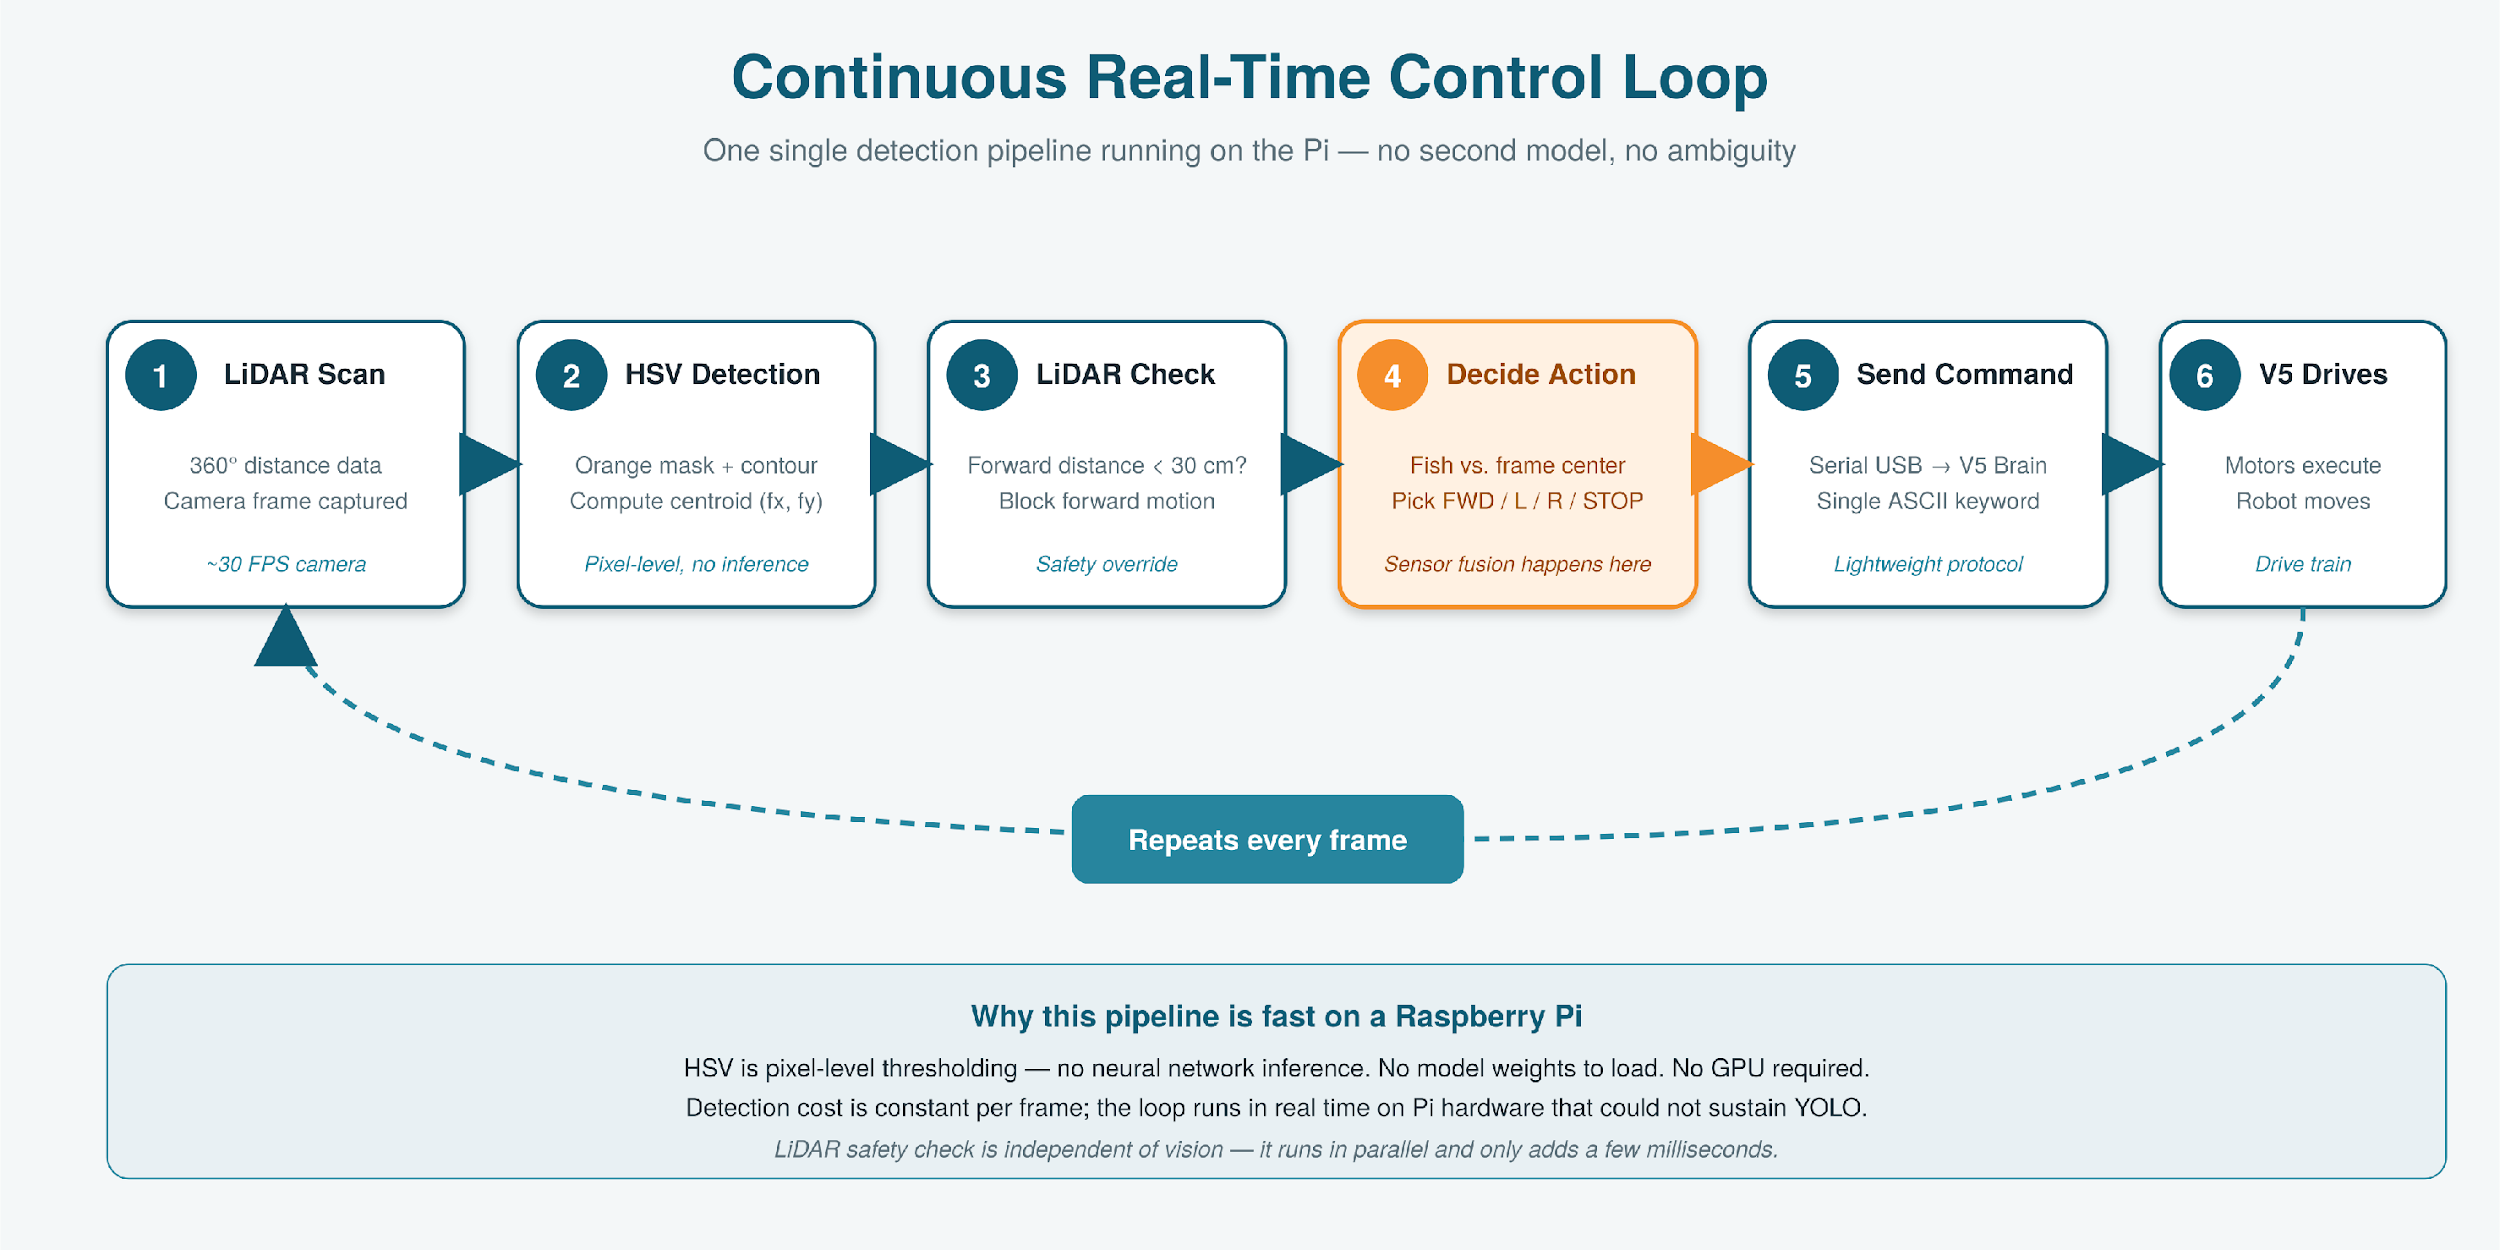 Continuous Real-Time Control Loop
One single detection pipeline running on the Pi — no second model, no ambiguity
1
LiDAR Scan
360° distance data
Camera frame captured
~30 FPS camera
2
HSV Detection
Orange mask + contour
Compute centroid (fx, fy)
Pixel-level, no inference
3
LiDAR Check
Forward distance < 30 cm?
Block forward motion
Safety override
4
Decide Action
Fish vs. frame center
Pick FWD / L / R / STOP
Sensor fusion happens here
5
Send Command
Serial USB → V5 Brain
Single ASCII keyword
Lightweight protocol
6
V5 Drives
Motors execute
Robot moves
Drive train
Repeats every frame
Why this pipeline is fast on a Raspberry Pi
HSV is pixel-level thresholding — no neural network inference. No model weights to load. No GPU required.
Detection cost is constant per frame; the loop runs in real time on Pi hardware that could not sustain YOLO.
LiDAR safety check is independent of vision — it runs in parallel and only adds a few milliseconds.